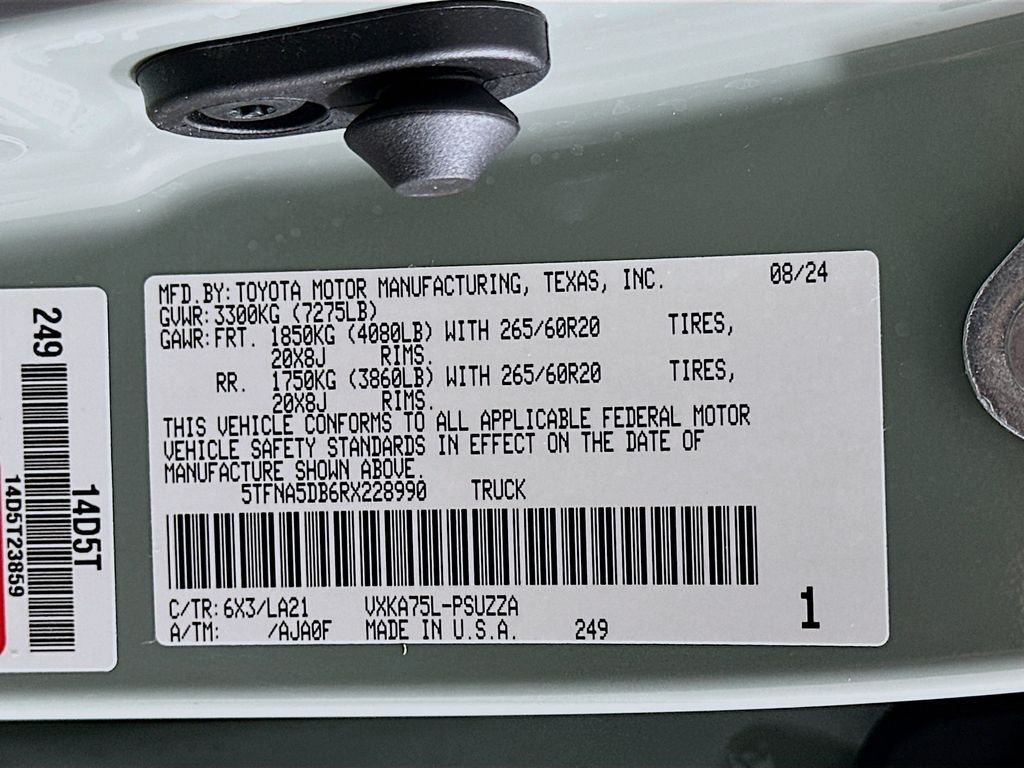 MFD.BY:TOYOTA MOTOR MANUFACTURING, TEXAS, INC. 08/24
GVWR:3300KG (7275LB)
GAWR:FRT. 1850KG (4080LB) WITH 265/60R20 TIRES,
20X8J RIMS.
RR. 1750KG (3860LB) WITH 265/60R20 TIRES,
20X8J RIMS.
THIS VEHICLE CONFORMS TO ALL APPLICABLE FEDERAL MOTOR
VEHICLE SAFETY STANDARDS IN EFFECT ON THE DATE OF
MANUFACTURE SHOWN ABOVE.
5TFNA5DB6RX228990 TRUCK
C/TR:6X3/LA21 VXKA75L-PSUZZA
A/TM: /AJA0F MADE IN U.S.A. 249
1
249
14D5T
14D5T23859